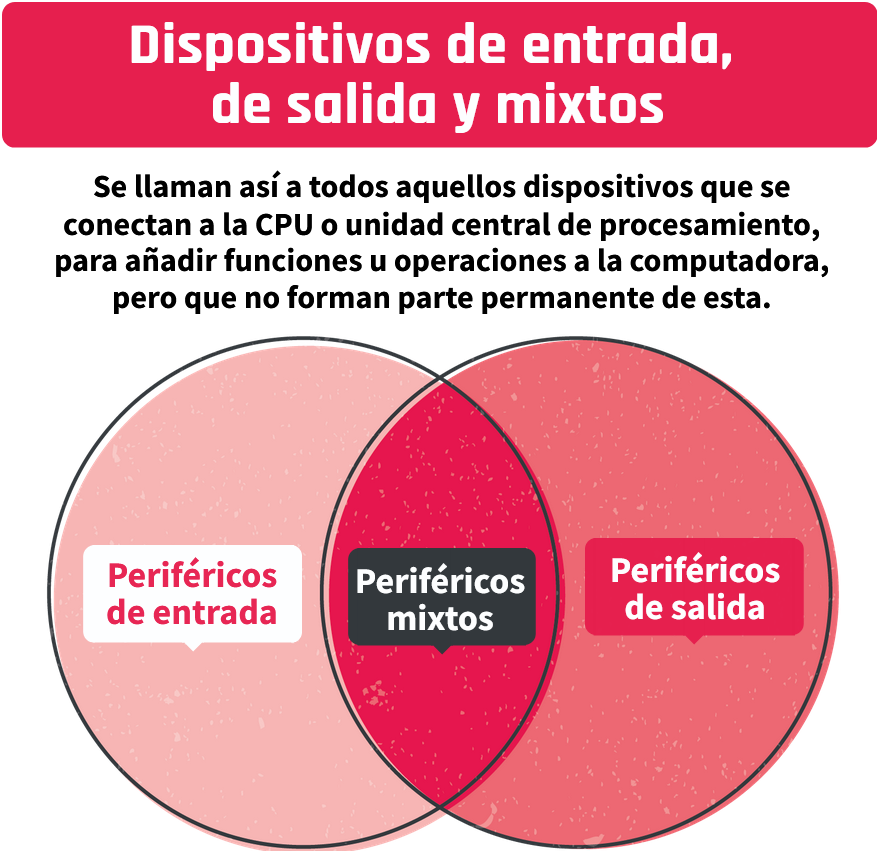 Dispositivos de entrada,
de salida y mixtos
Se llaman así a todos aquellos dispositivos que se
conectan a la CPU o unidad central de procesamiento,
para añadir funciones u operaciones a la computadora,
pero que no forman parte permanente de esta.
Periféricos
de entrada
Periféricos
mixtos
Periféricos
de salida